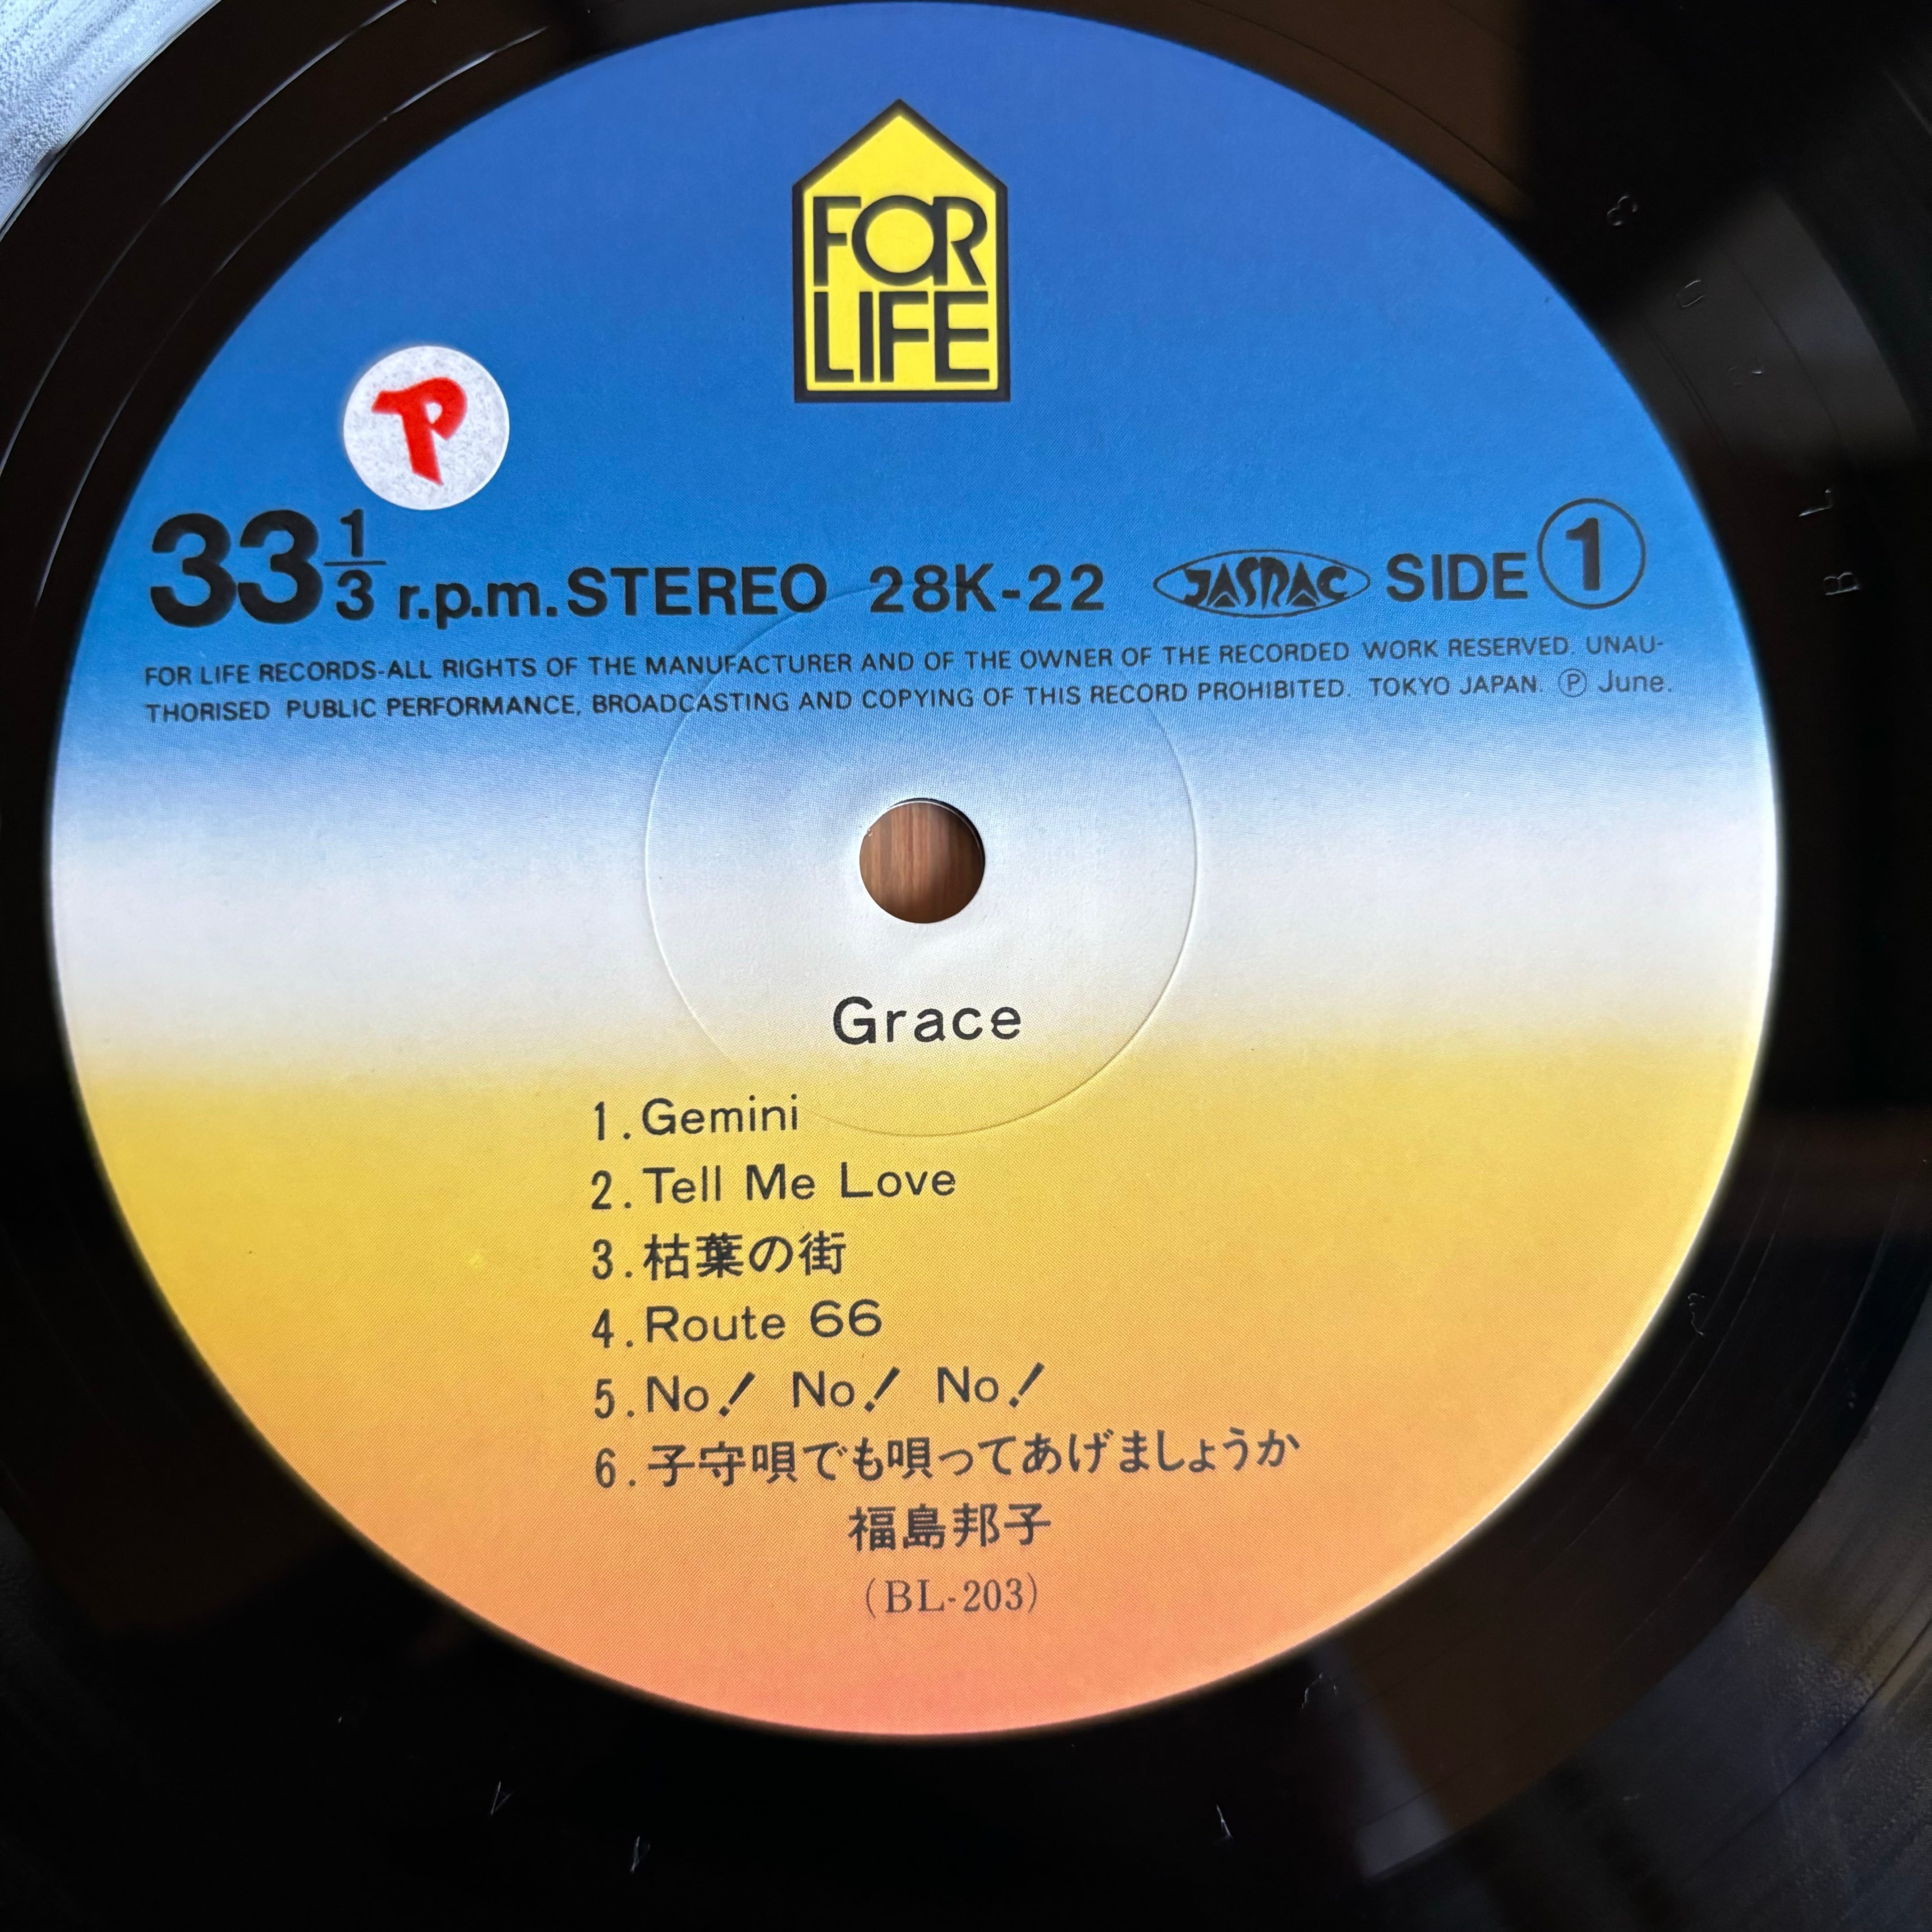 FOR
LIFE
P
33 1/3 r.p.m. STEREO 28K-22 JASRAC SIDE 1
FOR LIFE RECORDS-ALL RIGHTS OF THE MANUFACTURER AND OF THE OWNER OF THE RECORDED WORK RESERVED. UNAU-
THORISED PUBLIC PERFORMANCE, BROADCASTING AND COPYING OF THIS RECORD PROHIBITED. TOKYO JAPAN. Ⓟ June.
Grace
1. Gemini
2. Tell Me Love
3. 枯葉の街
4. Route 66
5. No! No! No!
6. 子守唄でも唄ってあげましょうか
福島邦子
(BL-203)